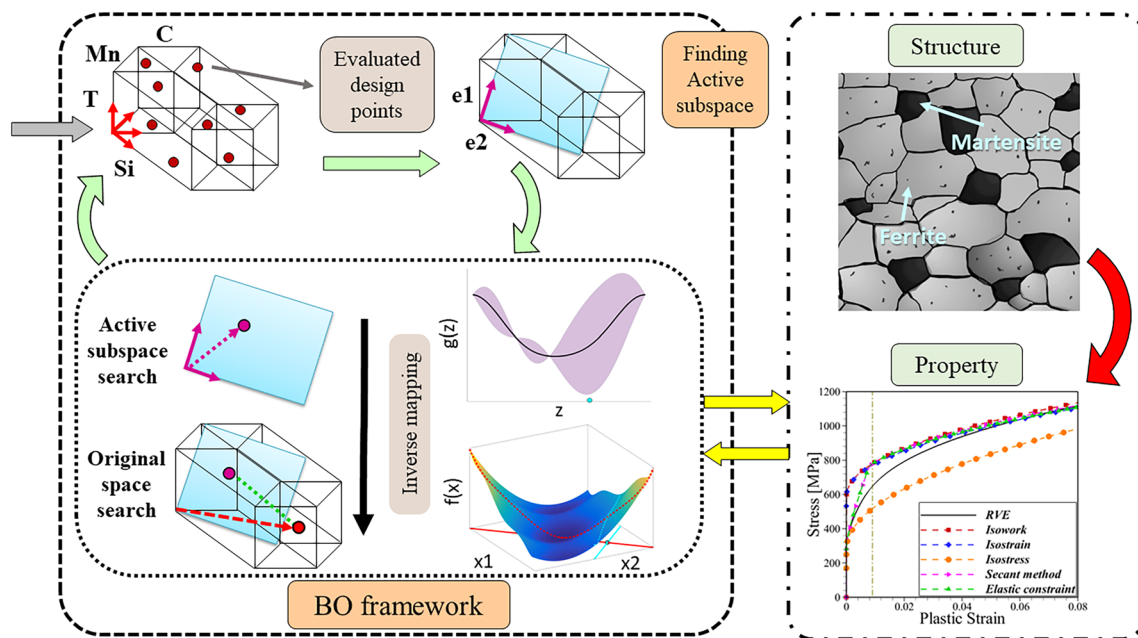 C
Mn
T
Si
Evaluated
design
points
e1
e2
Finding
Active
subspace
Active
subspace
search
Original
space
search
Inverse mapping
g(z)
z
f(x)
x1
x2
BO framework
Structure
Martensite
Ferrite
Property
Stress [MPa]
1200
1000
800
600
400
200
0
0
0.02
0.04
0.06
0.08
Plastic Strain
RVE
Isowork
Isostrain
Isostress
Secant method
Elastic constraint